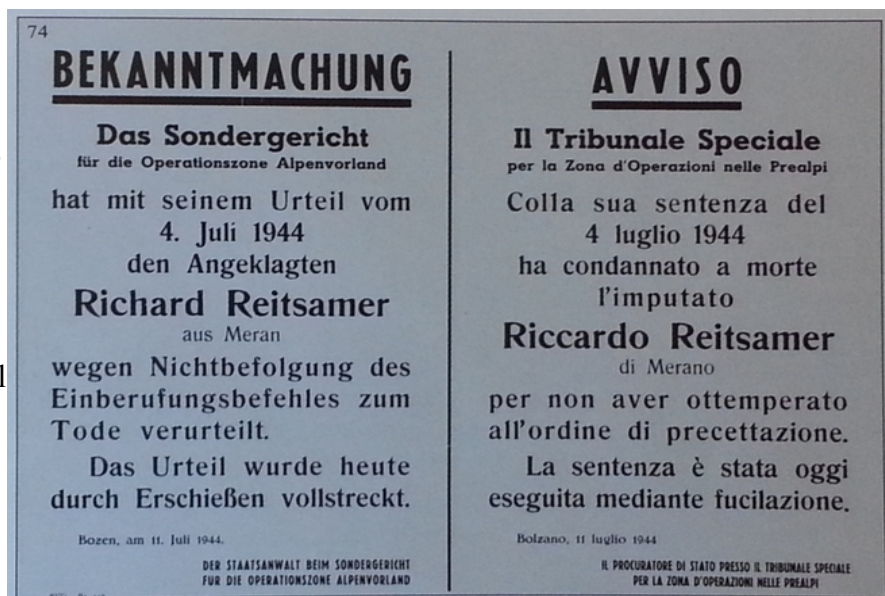 74
BEKANNTMACHUNG
Das Sondergericht
für die Operationszone Alpenvorland
hat mit seinem Urteil vom
4. Juli 1944
den Angeklagten
Richard Reitsamer
aus Meran
wegen Nichtbefolgung des
Einberufungsbefehles zum
Tode verurteilt.
Das Urteil wurde heute
durch Erschießen vollstreckt.
Bozen, am 11. Juli 1944.
DER STAATSANWALT BEIM SONDERGERICHT
FÜR DIE OPERATIONSZONE ALPENVORLAND
AVVISO
Il Tribunale Speciale
per la Zona d'Operazioni nelle Prealpi
Colla sua sentenza del
4 luglio 1944
ha condannato a morte
l'imputato
Riccardo Reitsamer
di Merano
per non aver ottemperato
all'ordine di precettazione.
La sentenza è stata oggi
eseguita mediante fucilazione.
Bolzano, 11 luglio 1944
IL PROCURATORE DI STATO PRESSO IL TRIBUNALE SPECIALE
PER LA ZONA D'OPERAZIONI NELLE PREALPI